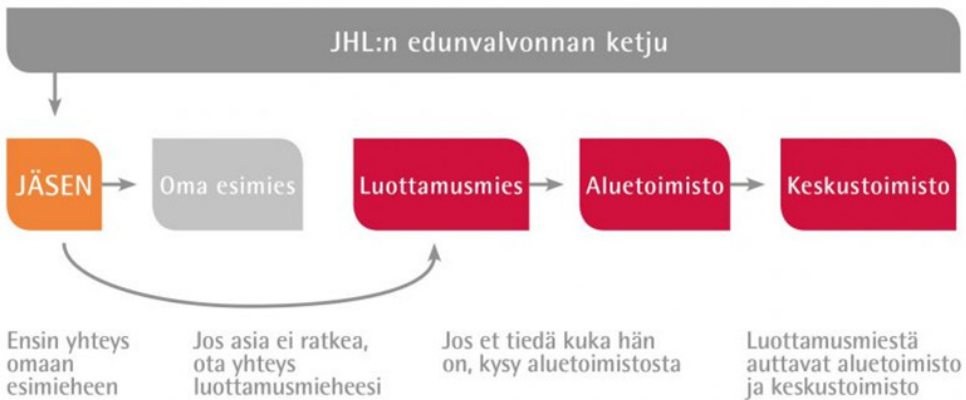 JHL:n edunvalvonnan ketju
JÄSEN
Oma esimies
Luottamusmies
Aluetoimisto
Keskustoimisto
Ensin yhteys
omaan
esimieheen
Jos asia ei ratkea,
ota yhteys
luottamusmieheesi
Jos et tiedä kuka hän
on, kysy aluetoimistosta
Luottamusmiestä
auttavat aluetoimisto
ja keskustoimisto